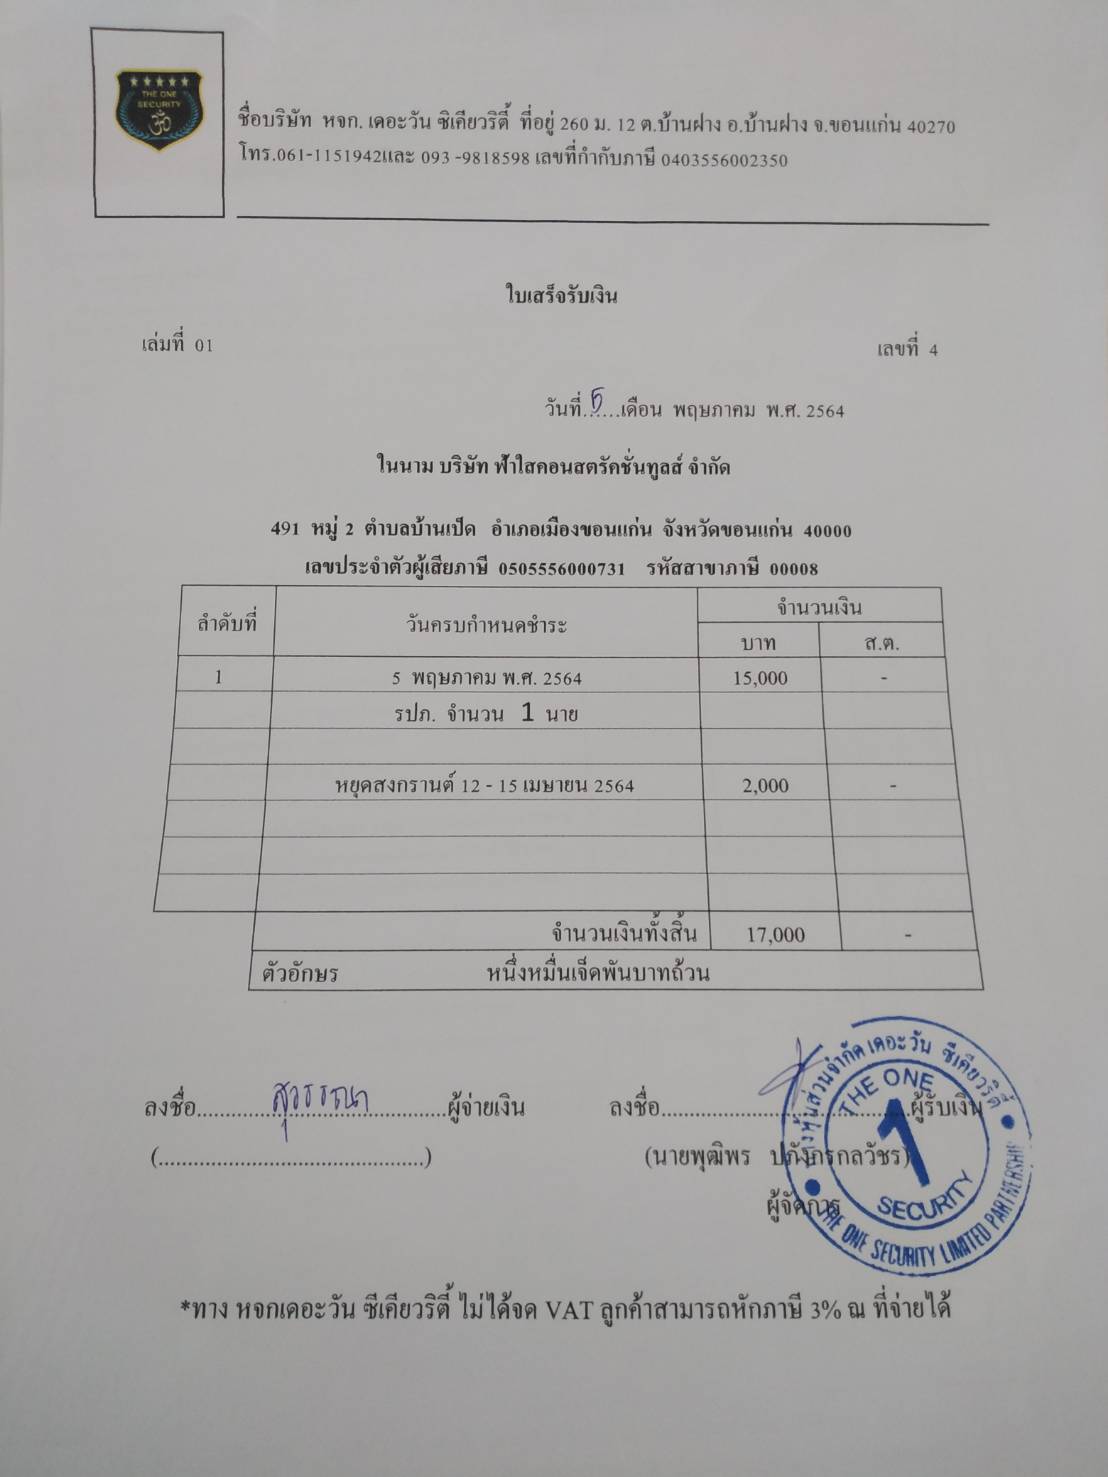 THE ONE
SECURITY
ชื่อบริษัท หจก. เดอะวัน ซิเคียวริตี้ ที่อยู่ 260 ม. 12 ต.บ้านฝาง อ.บ้านฝาง จ.ขอนแก่น 40270
โทร.061-1151942และ 093 -9818598 เลขที่กำกับภาษี 0403556002350
ใบเสร็จรับเงิน
เล่มที่ 01
เลขที่ 4
วันที่..5....เดือน พฤษภาคม พ.ศ. 2564
ในนาม บริษัท ฟ้าใสคอนสตรัคชั่นทูลส์ จำกัด
491 หมู่ 2 ตำบลบ้านเป็ด อำเภอเมืองขอนแก่น จังหวัดขอนแก่น 40000
เลขประจำตัวผู้เสียภาษี 0505556000731 รหัสสาขาภาษี 00008
ลำดับที่ วันครบกำหนดชำระ จำนวนเงิน
บาท ส.ต.
1 5 พฤษภาคม พ.ศ. 2564 15,000 -
รปภ. จำนวน 1 นาย
หยุดสงกรานต์ 12 - 15 เมษายน 2564 2,000 -
จำนวนเงินทั้งสิ้น 17,000 -
ตัวอักษร หนึ่งหมื่นเจ็ดพันบาทถ้วน
ลงชื่อ...........สุวรรณา...........ผู้จ่ายเงิน
ลงชื่อ......................................ผู้รับเงิน
(.............................................)
(นายพุฒิพร ปภังกรกลวัชร)
ผู้จัดการ
ห้างหุ้นส่วนจำกัด เดอะวัน ซีเคียวริตี้
THE ONE
1
SECURITY
THE ONE SECURITY LIMITED PARTNERSHIP
*ทาง หจกเดอะวัน ซีเคียวริตี้ ไม่ได้จด VAT ลูกค้าสามารถหักภาษี 3% ณ ที่จ่ายได้